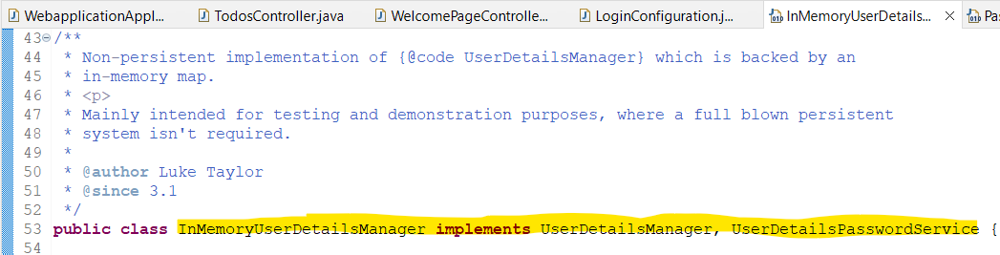 WebapplicationAppl... TodosController.java WelcomePageControlle... LoginConfiguration.j... InMemoryUserDetails... Pa
43 /**
44 * Non-persistent implementation of {@code UserDetailsManager} which is backed by an
45 * in-memory map.
46 * <p>
47 * Mainly intended for testing and demonstration purposes, where a full blown persistent
48 * system isn't required.
49 *
50 * @author Luke Taylor
51 * @since 3.1
52 */
53 public class InMemoryUserDetailsManager implements UserDetailsManager, UserDetailsPasswordService {
54